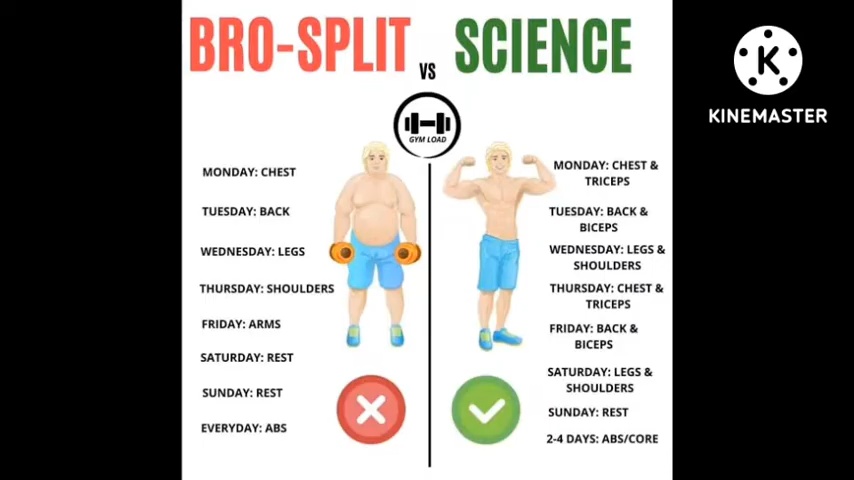 BRO-SPLIT
VS
SCIENCE
K
KINEMASTER
GYM LOAD
MONDAY: CHEST
TUESDAY: BACK
WEDNESDAY: LEGS
THURSDAY: SHOULDERS
FRIDAY: ARMS
SATURDAY: REST
SUNDAY: REST
EVERYDAY: ABS
MONDAY: CHEST &
TRICEPS
TUESDAY: BACK &
BICEPS
WEDNESDAY: LEGS &
SHOULDERS
THURSDAY: CHEST &
TRICEPS
FRIDAY: BACK &
BICEPS
SATURDAY: LEGS &
SHOULDERS
SUNDAY: REST
2-4 DAYS: ABS/CORE